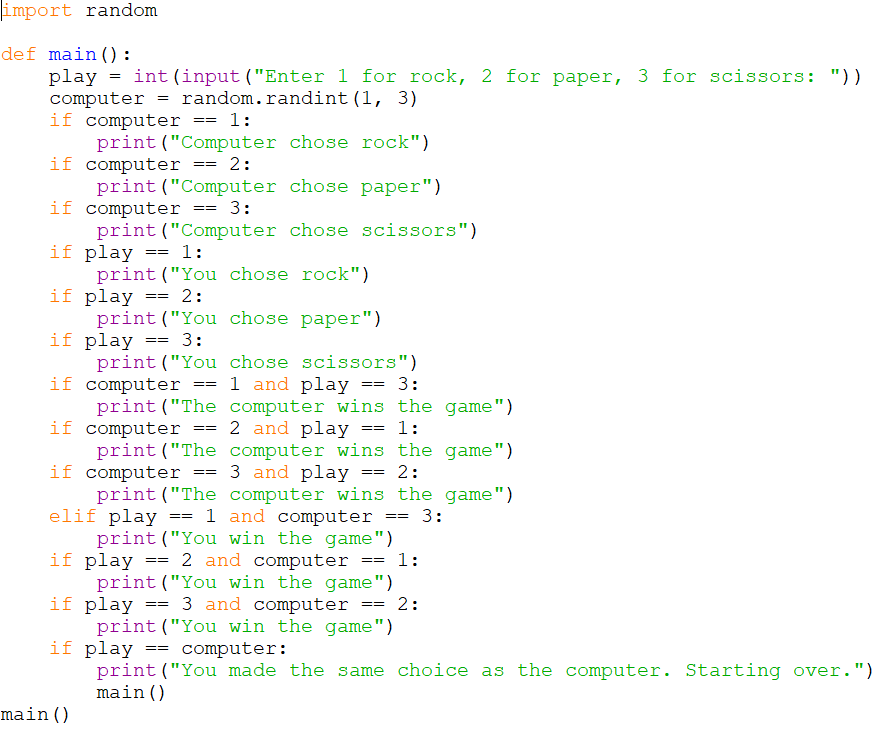 import random

def main():
    play = int(input("Enter 1 for rock, 2 for paper, 3 for scissors: "))
    computer = random.randint(1, 3)
    if computer == 1:
        print("Computer chose rock")
    if computer == 2:
        print("Computer chose paper")
    if computer == 3:
        print("Computer chose scissors")
    if play == 1:
        print("You chose rock")
    if play == 2:
        print("You chose paper")
    if play == 3:
        print("You chose scissors")
    if computer == 1 and play == 3:
        print("The computer wins the game")
    if computer == 2 and play == 1:
        print("The computer wins the game")
    if computer == 3 and play == 2:
        print("The computer wins the game")
    elif play == 1 and computer == 3:
        print("You win the game")
    if play == 2 and computer == 1:
        print("You win the game")
    if play == 3 and computer == 2:
        print("You win the game")
    if play == computer:
        print("You made the same choice as the computer. Starting over.")
        main()
main()